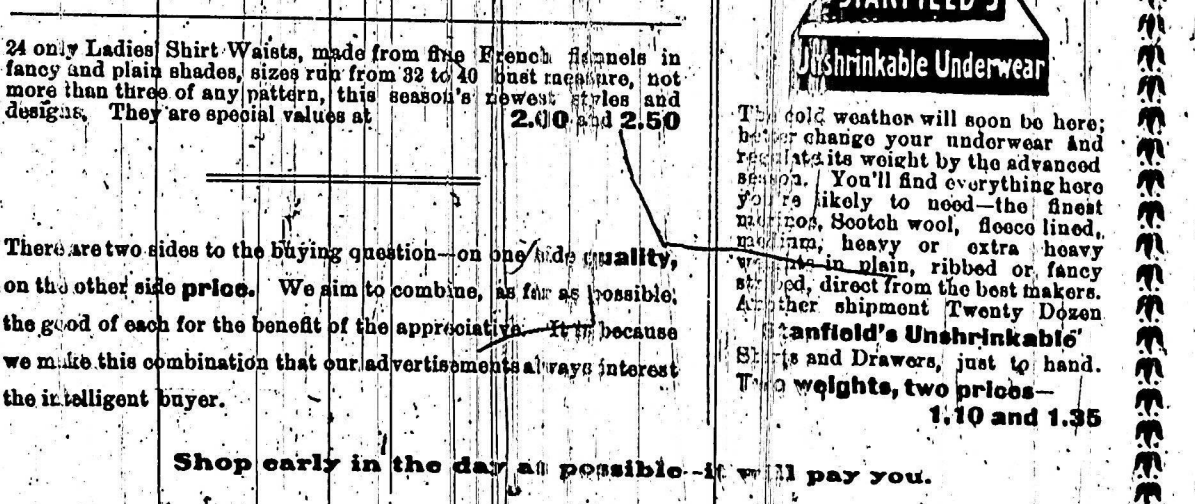 24 only Ladies Shirt Waists, made from fine French flannels in
fancy and plain shades, sizes run from 32 to 40 bust measure, not
more than three of any pattern, this season's newest styles and
designs. They are special values at 2.00 and 2.50
There are two sides to the buying question—on one side quality,
on the other side price. We aim to combine, as far as possible,
the good of each for the benefit of the appreciative. It is because
we make this combination that our advertisements always interest
the intelligent buyer.
STANFIELD'S
Unshrinkable Underwear
The cold weather will soon be here;
better change your underwear and
regulate its weight by the advanced
season. You'll find everything here
you're likely to need—the finest
merinos, Scotch wool, fleece lined,
medium, heavy or extra heavy
weights in plain, ribbed or fancy
striped, direct from the best makers.
Another shipment Twenty Dozen
Stanfield's Unshrinkable
Shirts and Drawers, just to hand.
Two weights, two prices—
1.10 and 1.35
Shop early in the day as possible--it will pay you.